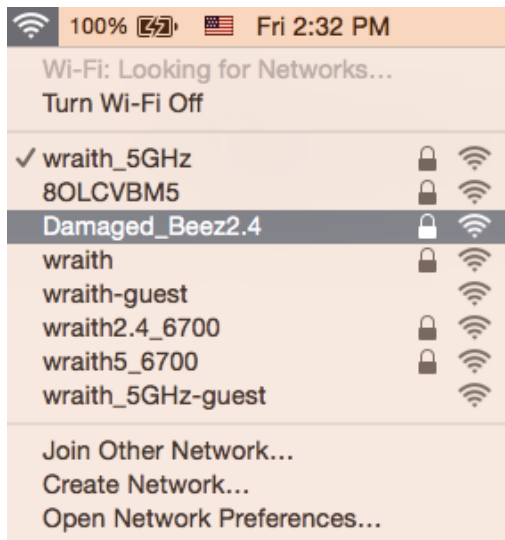 100% Fri 2:32 PM
Wi-Fi: Looking for Networks...
Turn Wi-Fi Off
✓ wraith_5GHz
8OLCVBM5
Damaged_Beez2.4
wraith
wraith-guest
wraith2.4_6700
wraith5_6700
wraith_5GHz-guest
Join Other Network...
Create Network...
Open Network Preferences...